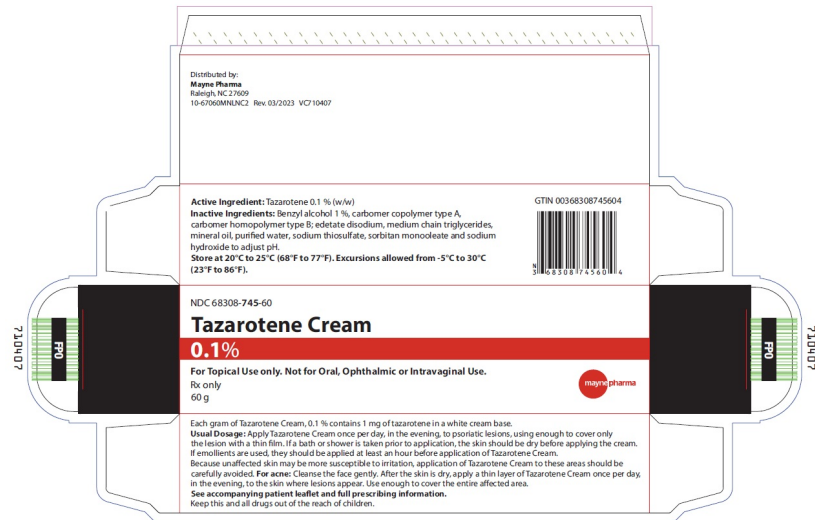 Distributed by:
Mayne Pharma
Raleigh, NC 27609
10-67060MNLNC2 Rev. 03/2023 VC710407
Active Ingredient: Tazarotene 0.1 % (w/w)
Inactive Ingredients: Benzyl alcohol 1 %, carbomer copolymer type A,
carbomer homopolymer type B; edetate disodium, medium chain triglycerides,
mineral oil, purified water, sodium thiosulfate, sorbitan monooleate and sodium
hydroxide to adjust pH.
Store at 20°C to 25°C (68°F to 77°F). Excursions allowed from -5°C to 30°C
(23°F to 86°F).
GTIN 00368308745604
N
3 68308 74560 4
NDC 68308-745-60
Tazarotene Cream
0.1%
For Topical Use only. Not for Oral, Ophthalmic or Intravaginal Use.
Rx only
60 g
mayne pharma
710407
FPO
FPO
710407
Each gram of Tazarotene Cream, 0.1 % contains 1 mg of tazarotene in a white cream base.
Usual Dosage: Apply Tazarotene Cream once per day, in the evening, to psoriatic lesions, using enough to cover only
the lesion with a thin film. If a bath or shower is taken prior to application, the skin should be dry before applying the cream.
If emollients are used, they should be applied at least an hour before application of Tazarotene Cream.
Because unaffected skin may be more susceptible to irritation, application of Tazarotene Cream to these areas should be
carefully avoided. For acne: Cleanse the face gently. After the skin is dry, apply a thin layer of Tazarotene Cream once per day,
in the evening, to the skin where lesions appear. Use enough to cover the entire affected area.
See accompanying patient leaflet and full prescribing information.
Keep this and all drugs out of the reach of children.